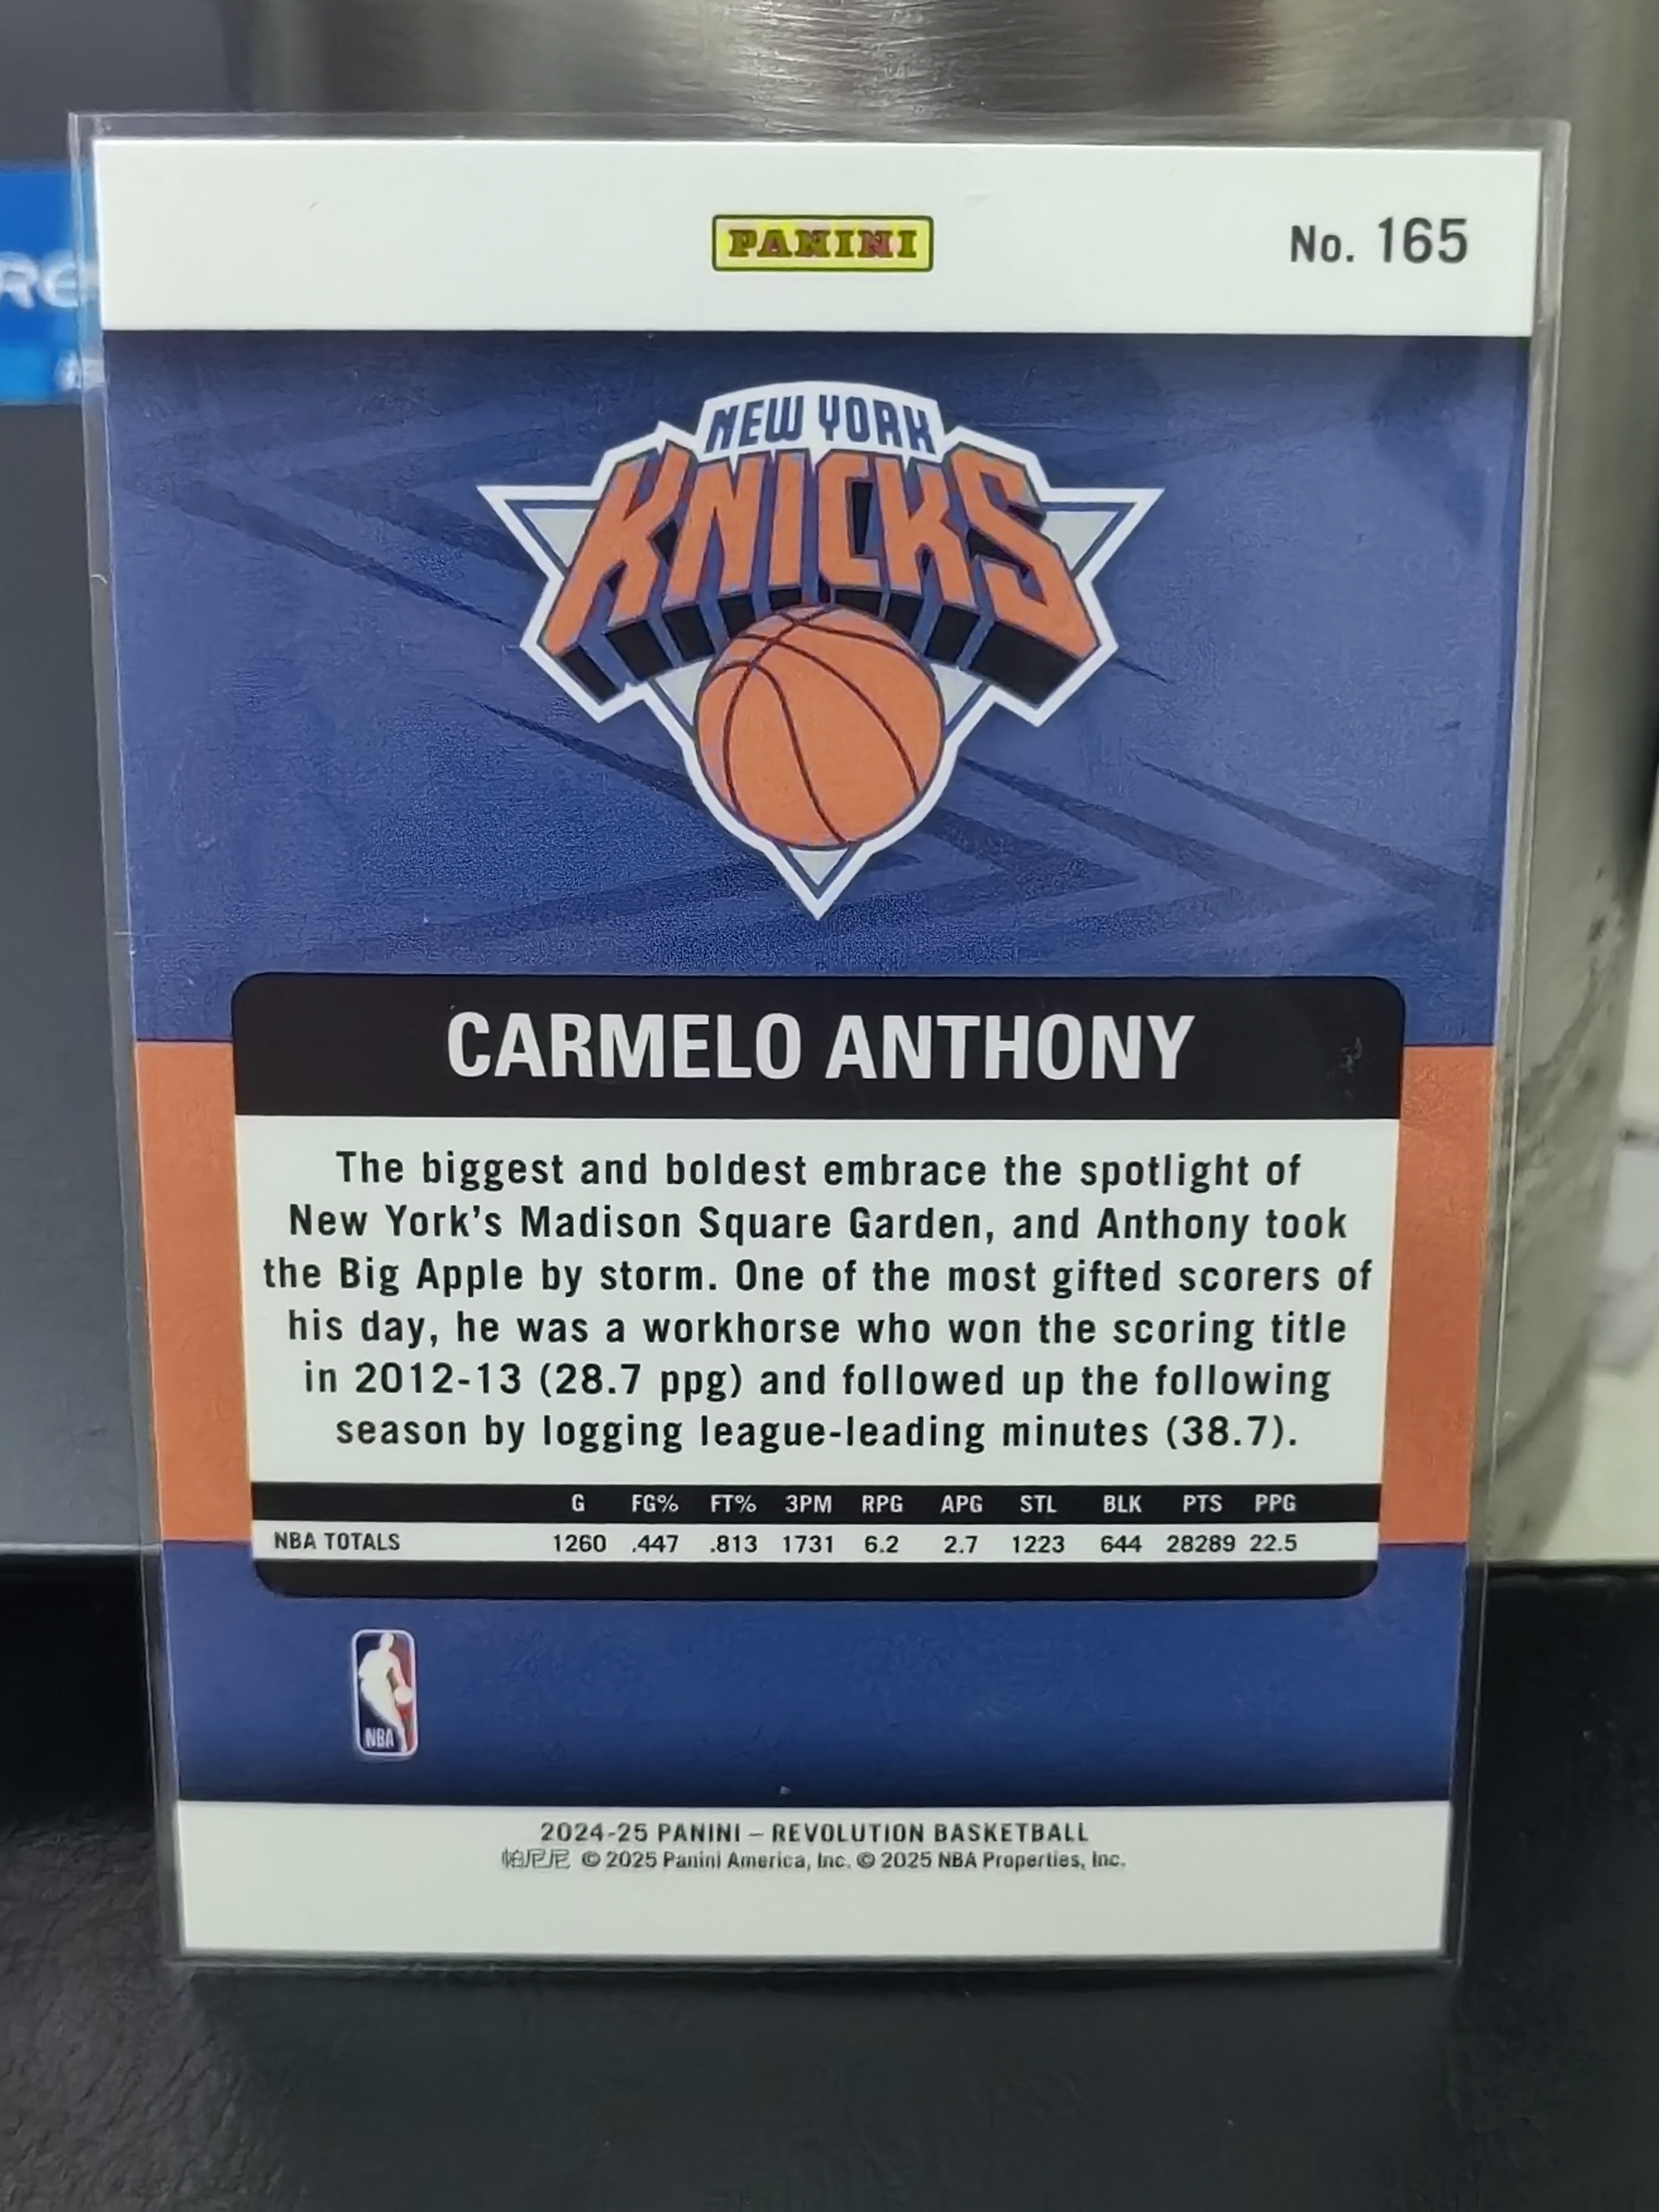 PANINI
No. 165
NEW YORK
KNICKS
CARMELO ANTHONY
The biggest and boldest embrace the spotlight of
New York's Madison Square Garden, and Anthony took
the Big Apple by storm. One of the most gifted scorers of
his day, he was a workhorse who won the scoring title
in 2012-13 (28.7 ppg) and followed up the following
season by logging league-leading minutes (38.7).
G FG% FT% 3PM RPG APG STL BLK PTS PPG
NBA TOTALS 1260 .447 .813 1731 6.2 2.7 1223 644 28289 22.5
NBA
2024-25 PANINI – REVOLUTION BASKETBALL
帕尼尼 © 2025 Panini America, Inc. © 2025 NBA Properties, Inc.